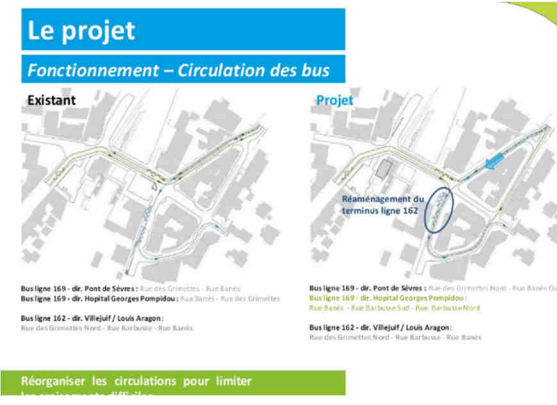 Le projet
Fonctionnement – Circulation des bus
Existant
Projet
Réaménagement du
terminus ligne 162
Bus ligne 169 - dir. Pont de Sèvres : Rue des Grimettes - Rue Banès
Bus ligne 169 - dir. Hopital Georges Pompidou : Rue Banès - Rue des Grimettes
Bus ligne 162 - dir. Villejuif / Louis Aragon :
Rue des Grimettes Nord - Rue Barbusse - Rue Banès
Bus ligne 169 - dir. Pont de Sèvres : Rue des Grimettes Nord - Rue Banès
Bus ligne 169 - dir. Hopital Georges Pompidou :
Rue Banès - Rue Barbusse Sud - Rue Barbusse Nord
Bus ligne 162 - dir. Villejuif / Louis Aragon :
Rue des Grimettes Nord - Rue Barbusse - Rue Banès
Réorganiser les circulations pour limiter